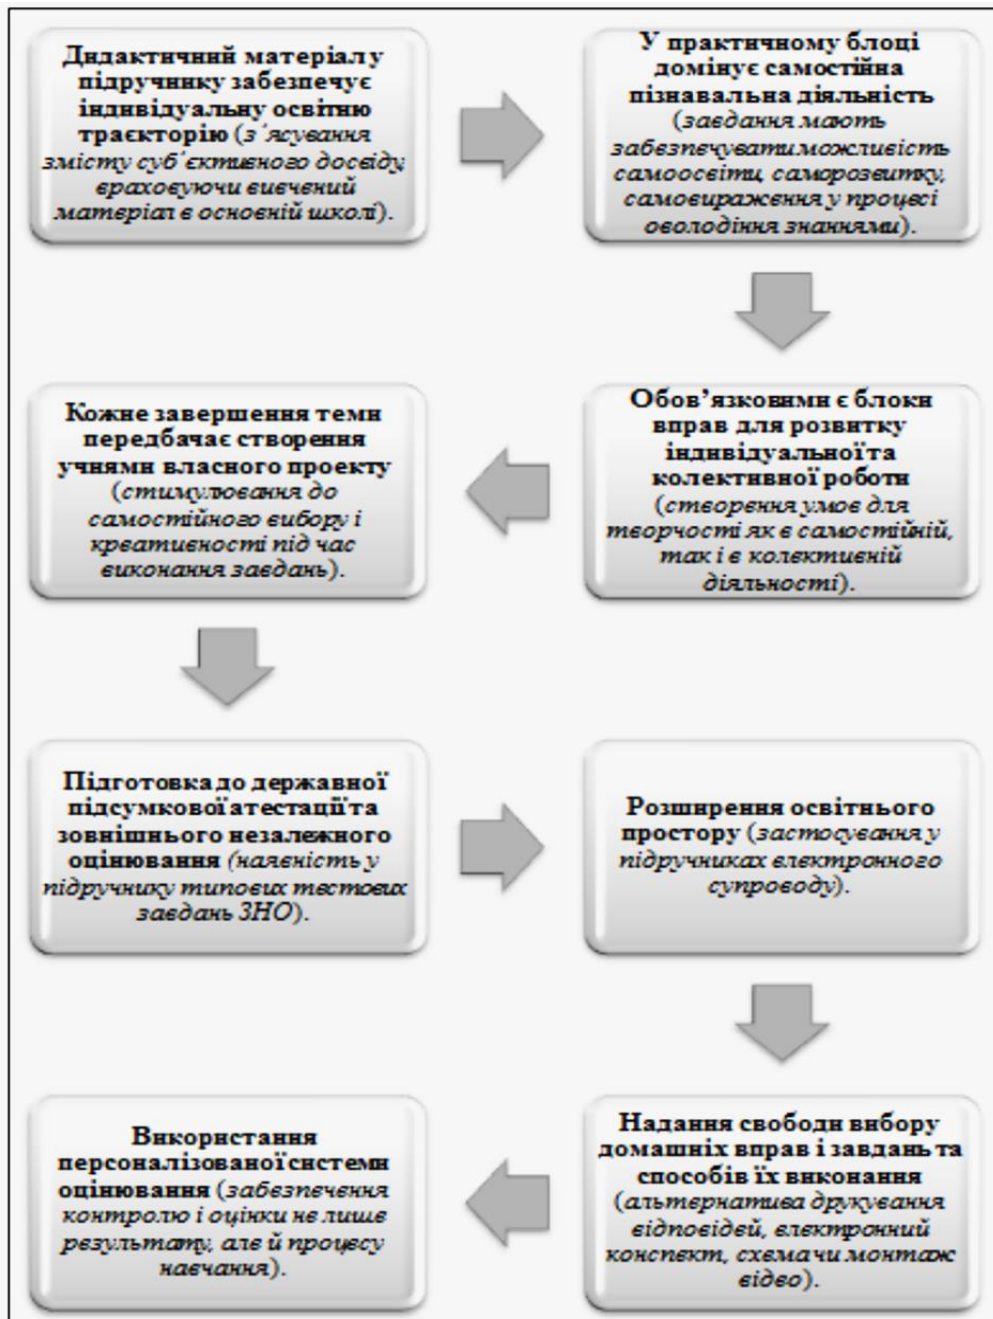 Дидактичний матеріал у
підручнику забезпечує
індивідуальну освітню
траєкторію (з´ясування
змісту суб´єктивного досвіду,
враховуючи вивчений
матеріал в основній школі).
У практичному блоці
домінує самостійна
пізнавальна діяльність
(завдання мають
забезпечувати можливість
самоосвіти, саморозвитку,
самовираження у процесі
оволодіння знаннями).
Обов’язковими є блоки
вправ для розвитку
індивідуальної та
колективної роботи
(створення умов для
творчості як в самостійній,
так і в колективній
діяльності).
Кожне завершення теми
передбачає створення
учнями власного проекту
(стимулювання до
самостійного вибору і
креативності під час
виконання завдань).
Підготовка до державної
підсумкової атестації та
зовнішнього незалежного
оцінювання (наявність у
підручнику типових тестових
завдань ЗНО).
Розширення освітнього
простору (застосування у
підручниках електронного
супроводу).
Надання свободи вибору
домашніх вправ і завдань та
способів їх виконання
(альтернатива друкування
відповідей, електронний
конспект, схема чи монтаж
відео).
Використання
персоналізованої системи
оцінювання (забезпечення
контролю і оцінки не лише
результату, але й процесу
навчання).